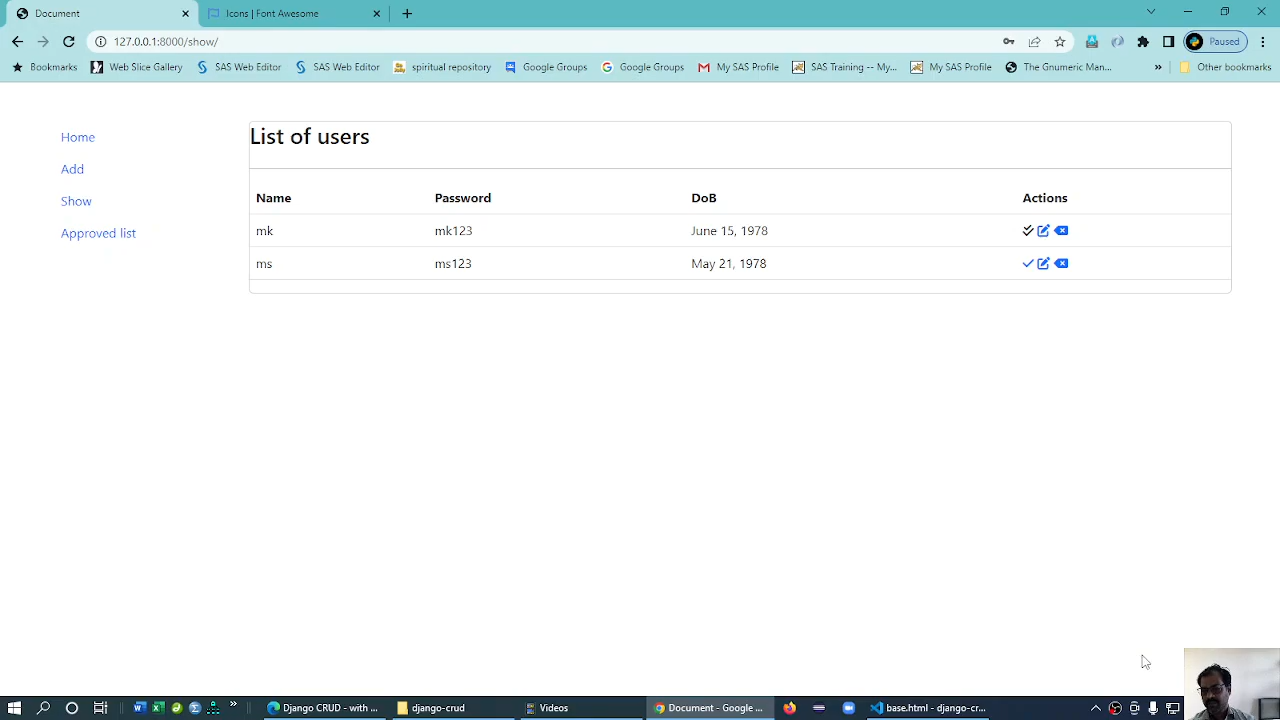 Document
Icons | Font Awesome
127.0.0.1:8000/show/
Paused
Bookmarks
Web Slice Gallery
SAS Web Editor
SAS Web Editor
spiritual repository
Google Groups
Google Groups
My SAS Profile
SAS Training -- My...
My SAS Profile
The Gnumeric Man...
»
Other bookmarks
Home
Add
Show
Approved list
List of users
Name Password DoB Actions
mk mk123 June 15, 1978
ms ms123 May 21, 1978
Django CRUD - with ...
django-crud
Videos
Document - Google ...
base.html - django-cr...